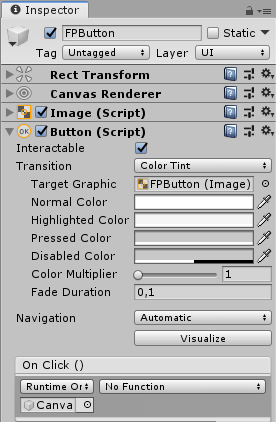 Inspector
FPButton Static
Tag Untagged Layer UI
Rect Transform
Canvas Renderer
Image (Script)
OK Button (Script)
Interactable
Transition Color Tint
Target Graphic FPButton (Image)
Normal Color
Highlighted Color
Pressed Color
Disabled Color
Color Multiplier 1
Fade Duration 0,1
Navigation Automatic
Visualize
On Click ()
Runtime Or No Function
Canva